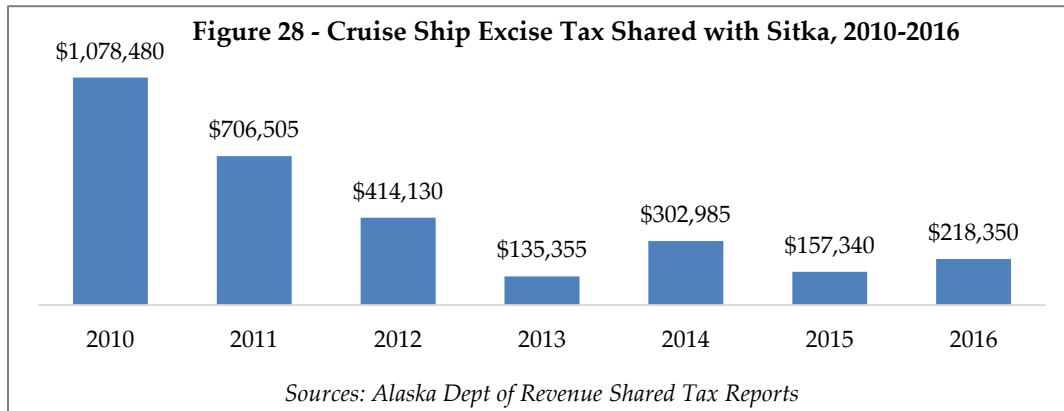 Figure 28 - Cruise Ship Excise Tax Shared with Sitka, 2010-2016
$1,078,480
$706,505
$414,130
$135,355
$302,985
$157,340
$218,350
2010 2011 2012 2013 2014 2015 2016
Sources: Alaska Dept of Revenue Shared Tax Reports